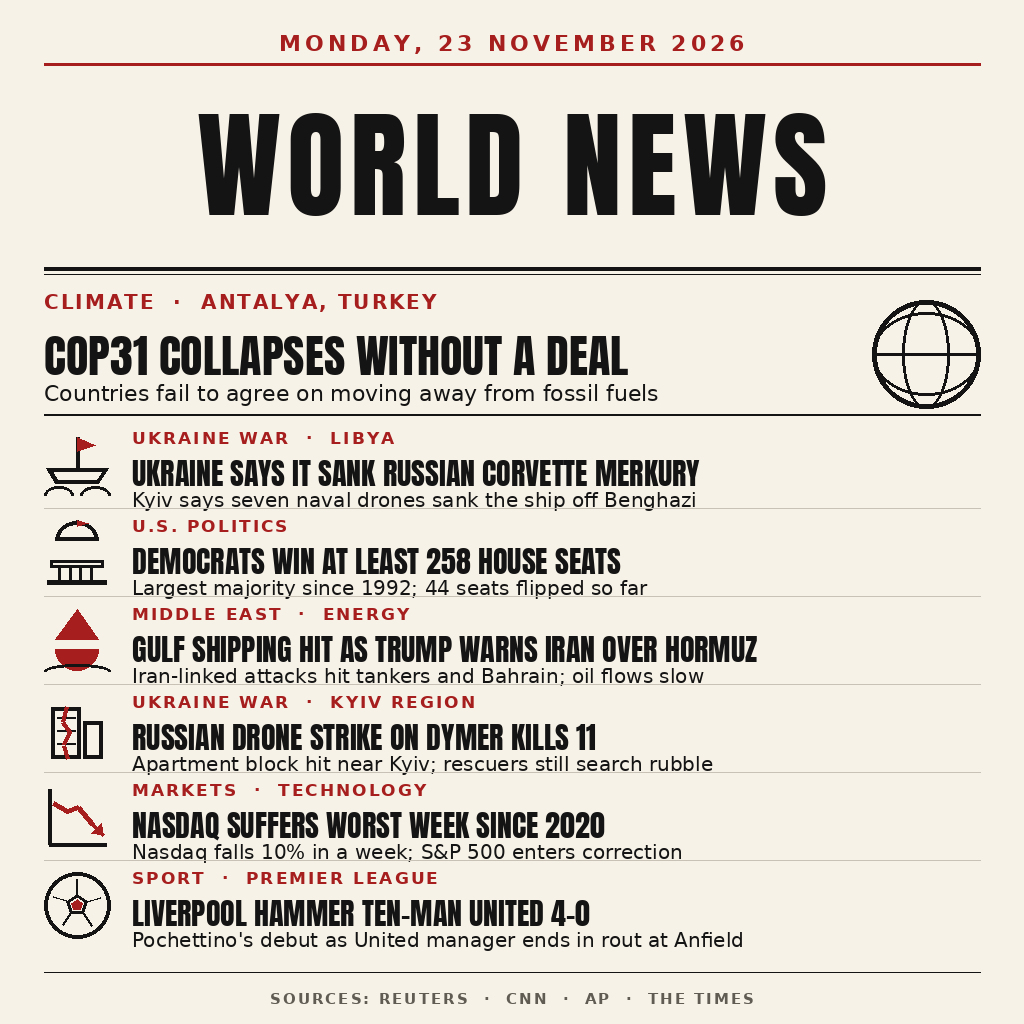 MONDAY, 23 NOVEMBER 2026
WORLD NEWS
CLIMATE · ANTALYA, TURKEY
COP31 COLLAPSES WITHOUT A DEAL
Countries fail to agree on moving away from fossil fuels
UKRAINE WAR · LIBYA
UKRAINE SAYS IT SANK RUSSIAN CORVETTE MERKURY
Kyiv says seven naval drones sank the ship off Benghazi
U.S. POLITICS
DEMOCRATS WIN AT LEAST 258 HOUSE SEATS
Largest majority since 1992; 44 seats flipped so far
MIDDLE EAST · ENERGY
GULF SHIPPING HIT AS TRUMP WARNS IRAN OVER HORMUZ
Iran-linked attacks hit tankers and Bahrain; oil flows slow
UKRAINE WAR · KYIV REGION
RUSSIAN DRONE STRIKE ON DYMER KILLS 11
Apartment block hit near Kyiv; rescuers still search rubble
MARKETS · TECHNOLOGY
NASDAQ SUFFERS WORST WEEK SINCE 2020
Nasdaq falls 10% in a week; S&P 500 enters correction
SPORT · PREMIER LEAGUE
LIVERPOOL HAMMER TEN-MAN UNITED 4-0
Pochettino's debut as United manager ends in rout at Anfield
SOURCES: REUTERS · CNN · AP · THE TIMES